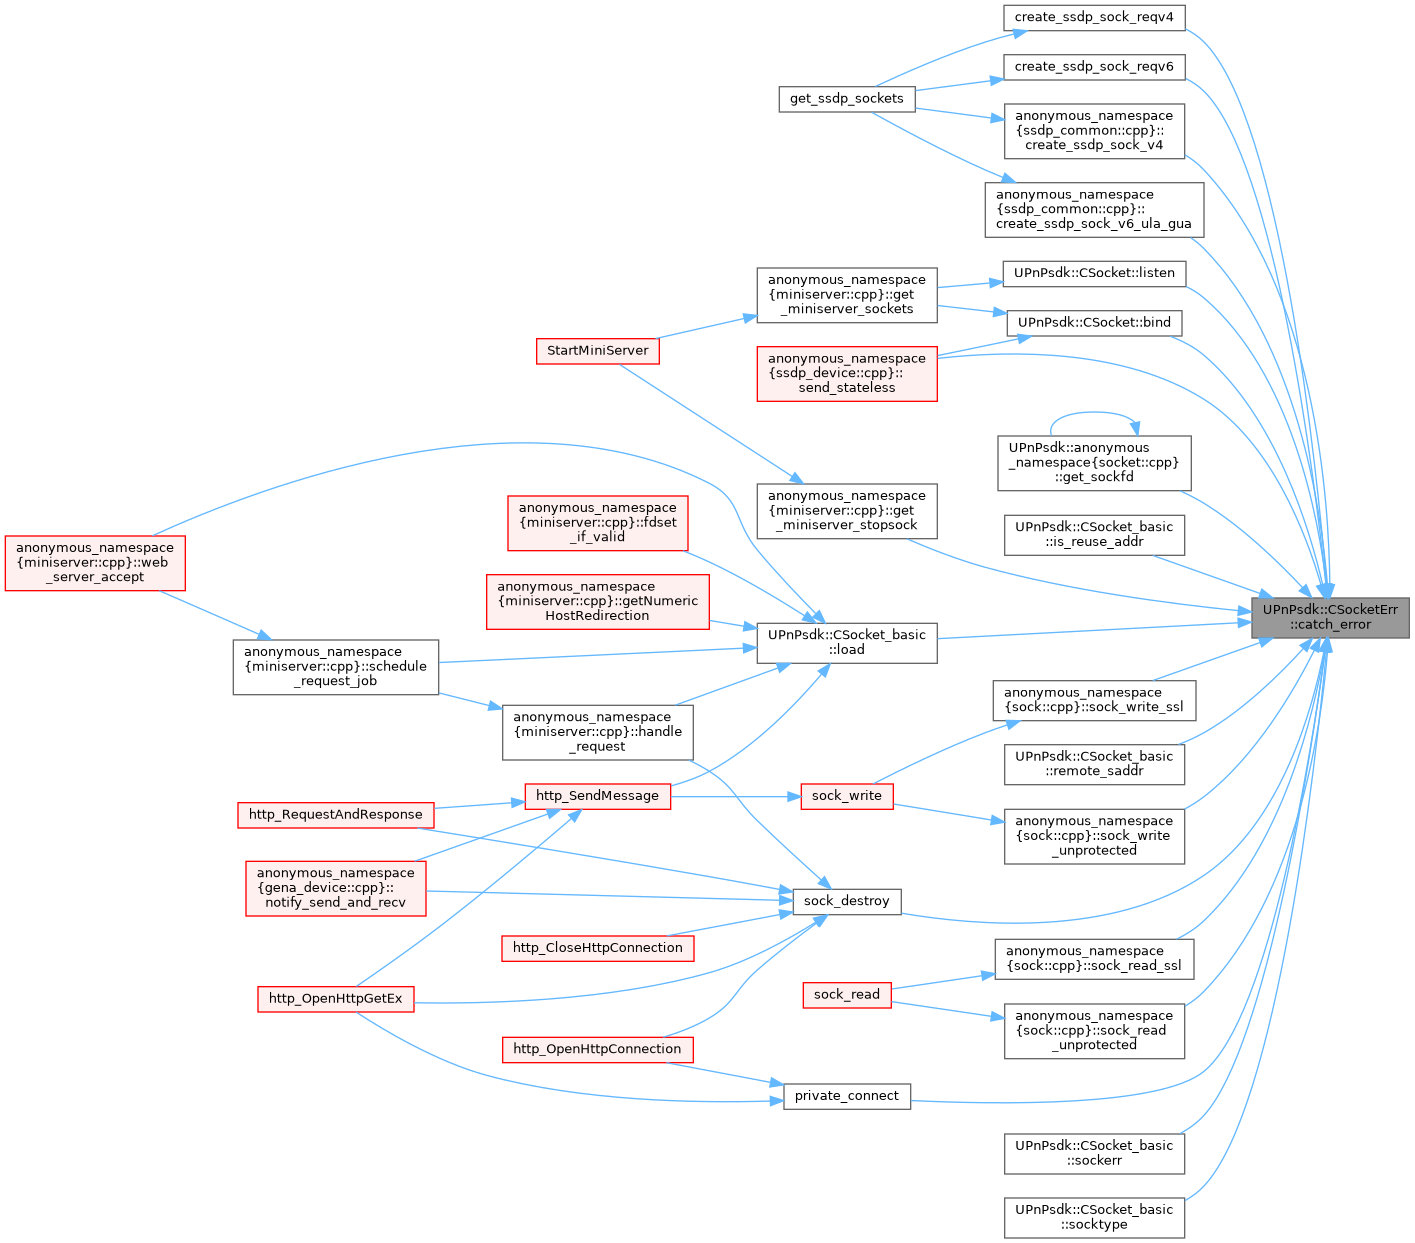 create_ssdp_sock_reqv4
create_ssdp_sock_reqv6
get_ssdp_sockets
anonymous_namespace
{ssdp_common::cpp}::
create_ssdp_sock_v4
anonymous_namespace
{ssdp_common::cpp}::
create_ssdp_sock_v6_ula_gua
UPnPsdk::CSocket::listen
anonymous_namespace
{miniserver::cpp}::get
_miniserver_sockets
UPnPsdk::CSocket::bind
StartMiniServer
anonymous_namespace
{ssdp_device::cpp}::
send_stateless
UPnPsdk::anonymous
_namespace{socket::cpp}
::get_sockfd
anonymous_namespace
{miniserver::cpp}::get
_miniserver_stopsock
anonymous_namespace
{miniserver::cpp}::fdset
_if_valid
UPnPsdk::CSocket_basic
::is_reuse_addr
anonymous_namespace
{miniserver::cpp}::web
_server_accept
anonymous_namespace
{miniserver::cpp}::getNumeric
HostRedirection
UPnPsdk::CSocketErr
::catch_error
UPnPsdk::CSocket_basic
::load
anonymous_namespace
{miniserver::cpp}::schedule
_request_job
anonymous_namespace
{sock::cpp}::sock_write_ssl
anonymous_namespace
{miniserver::cpp}::handle
_request
UPnPsdk::CSocket_basic
::remote_saddr
http_SendMessage
sock_write
http_RequestAndResponse
anonymous_namespace
{sock::cpp}::sock_write
_unprotected
anonymous_namespace
{gena_device::cpp}::
notify_send_and_recv
sock_destroy
http_CloseHttpConnection
anonymous_namespace
{sock::cpp}::sock_read_ssl
http_OpenHttpGetEx
sock_read
anonymous_namespace
{sock::cpp}::sock_read
_unprotected
http_OpenHttpConnection
private_connect
UPnPsdk::CSocket_basic
::sockerr
UPnPsdk::CSocket_basic
::socktype